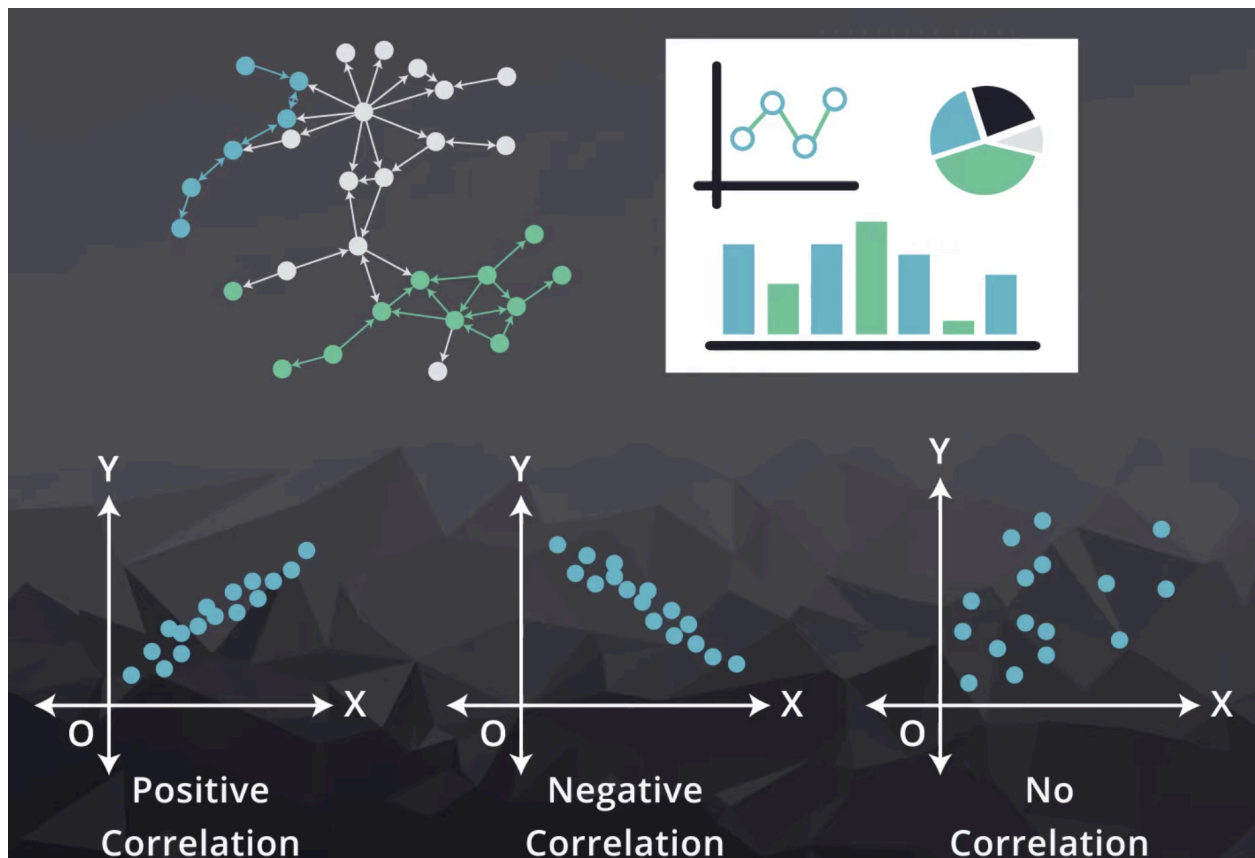 Y
X
O
Positive
Correlation
Y
X
O
Negative
Correlation
Y
X
O
No
Correlation